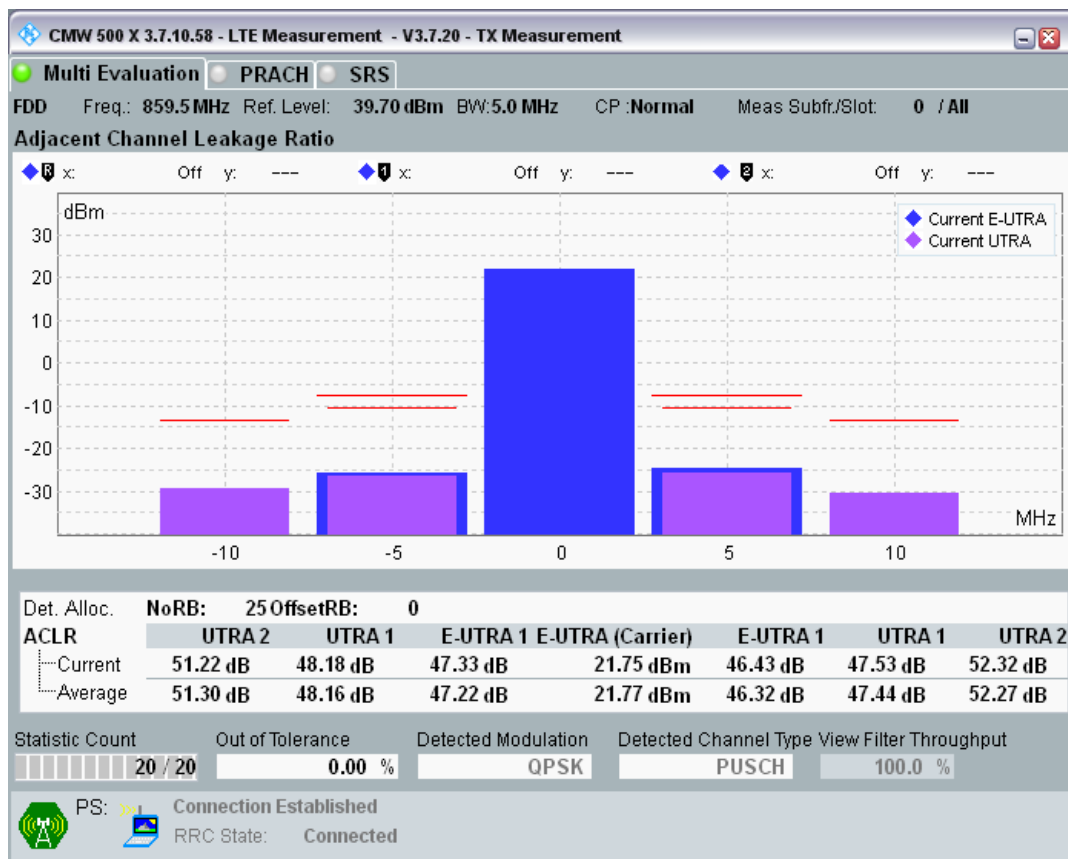 CMW 500 X 3.7.10.58 - LTE Measurement - V3.7.20 - TX Measurement
Multi Evaluation PRACH SRS
FDD Freq.: 859.5 MHz Ref. Level: 39.70 dBm BW:5.0 MHz CP :Normal Meas Subfr./Slot: 0 / All
Adjacent Channel Leakage Ratio
R x: Off y: --- 1 x: Off y: --- 2 x: Off y: ---
dBm
Current E-UTRA
Current UTRA
30
20
10
0
-10
-20
-30
MHz
-10 -5 0 5 10
Det. Alloc. NoRB: 25 OffsetRB: 0
ACLR UTRA 2 UTRA 1 E-UTRA 1 E-UTRA (Carrier) E-UTRA 1 UTRA 1 UTRA 2
Current 51.22 dB 48.18 dB 47.33 dB 21.75 dBm 46.43 dB 47.53 dB 52.32 dB
Average 51.30 dB 48.16 dB 47.22 dB 21.77 dBm 46.32 dB 47.44 dB 52.27 dB
Statistic Count Out of Tolerance Detected Modulation Detected Channel Type View Filter Throughput
20 / 20 0.00 % QPSK PUSCH 100.0 %
PS: Connection Established
RRC State: Connected